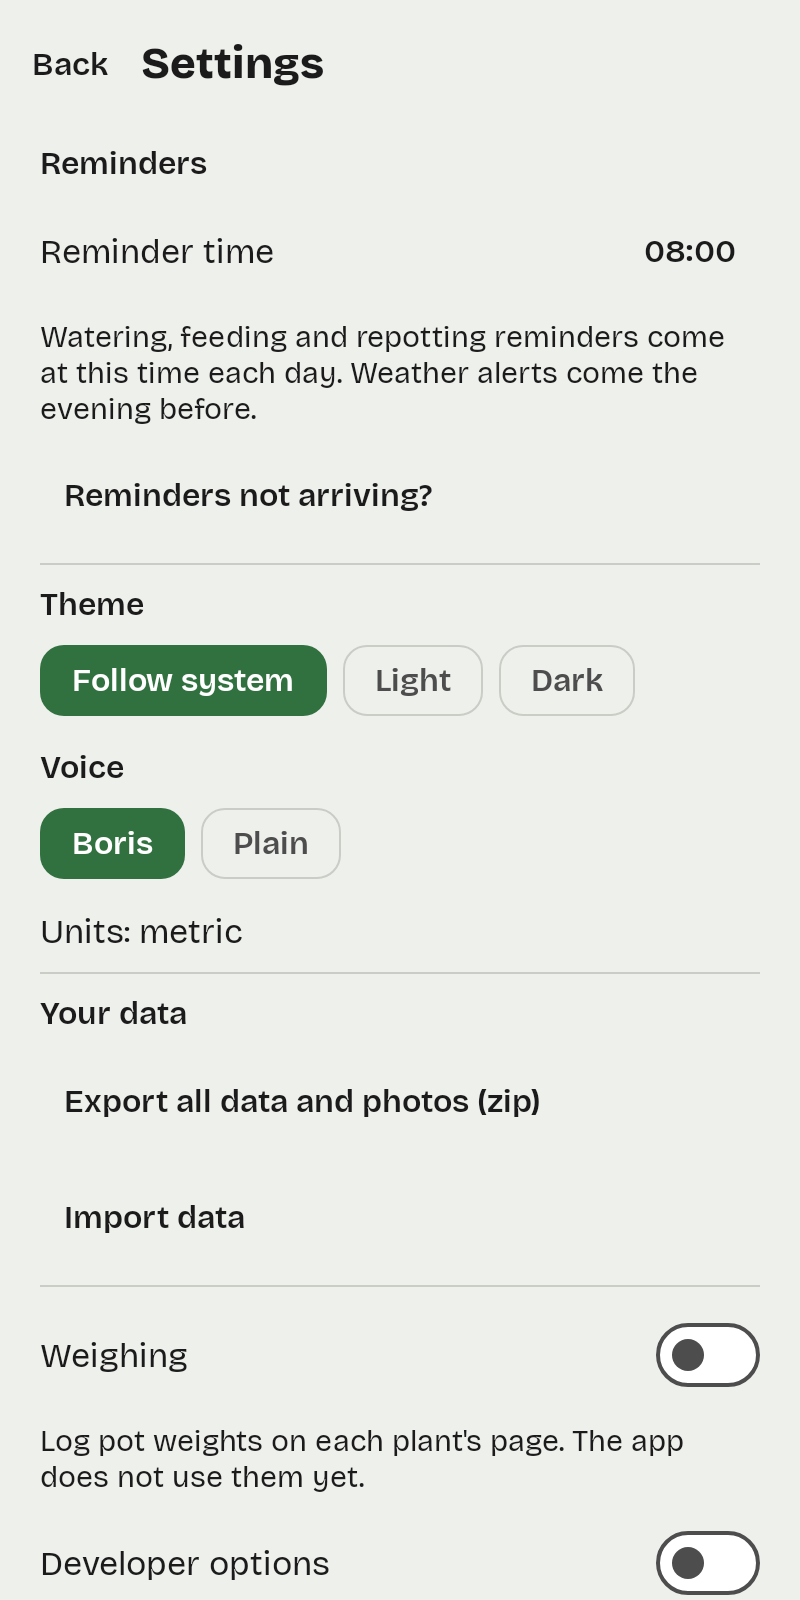 Back Settings
Reminders
Reminder time 08:00
Watering, feeding and repotting reminders come
at this time each day. Weather alerts come the
evening before.
Reminders not arriving?
Theme
Follow system Light Dark
Voice
Boris Plain
Units: metric
Your data
Export all data and photos (zip)
Import data
Weighing
Log pot weights on each plant's page. The app
does not use them yet.
Developer options